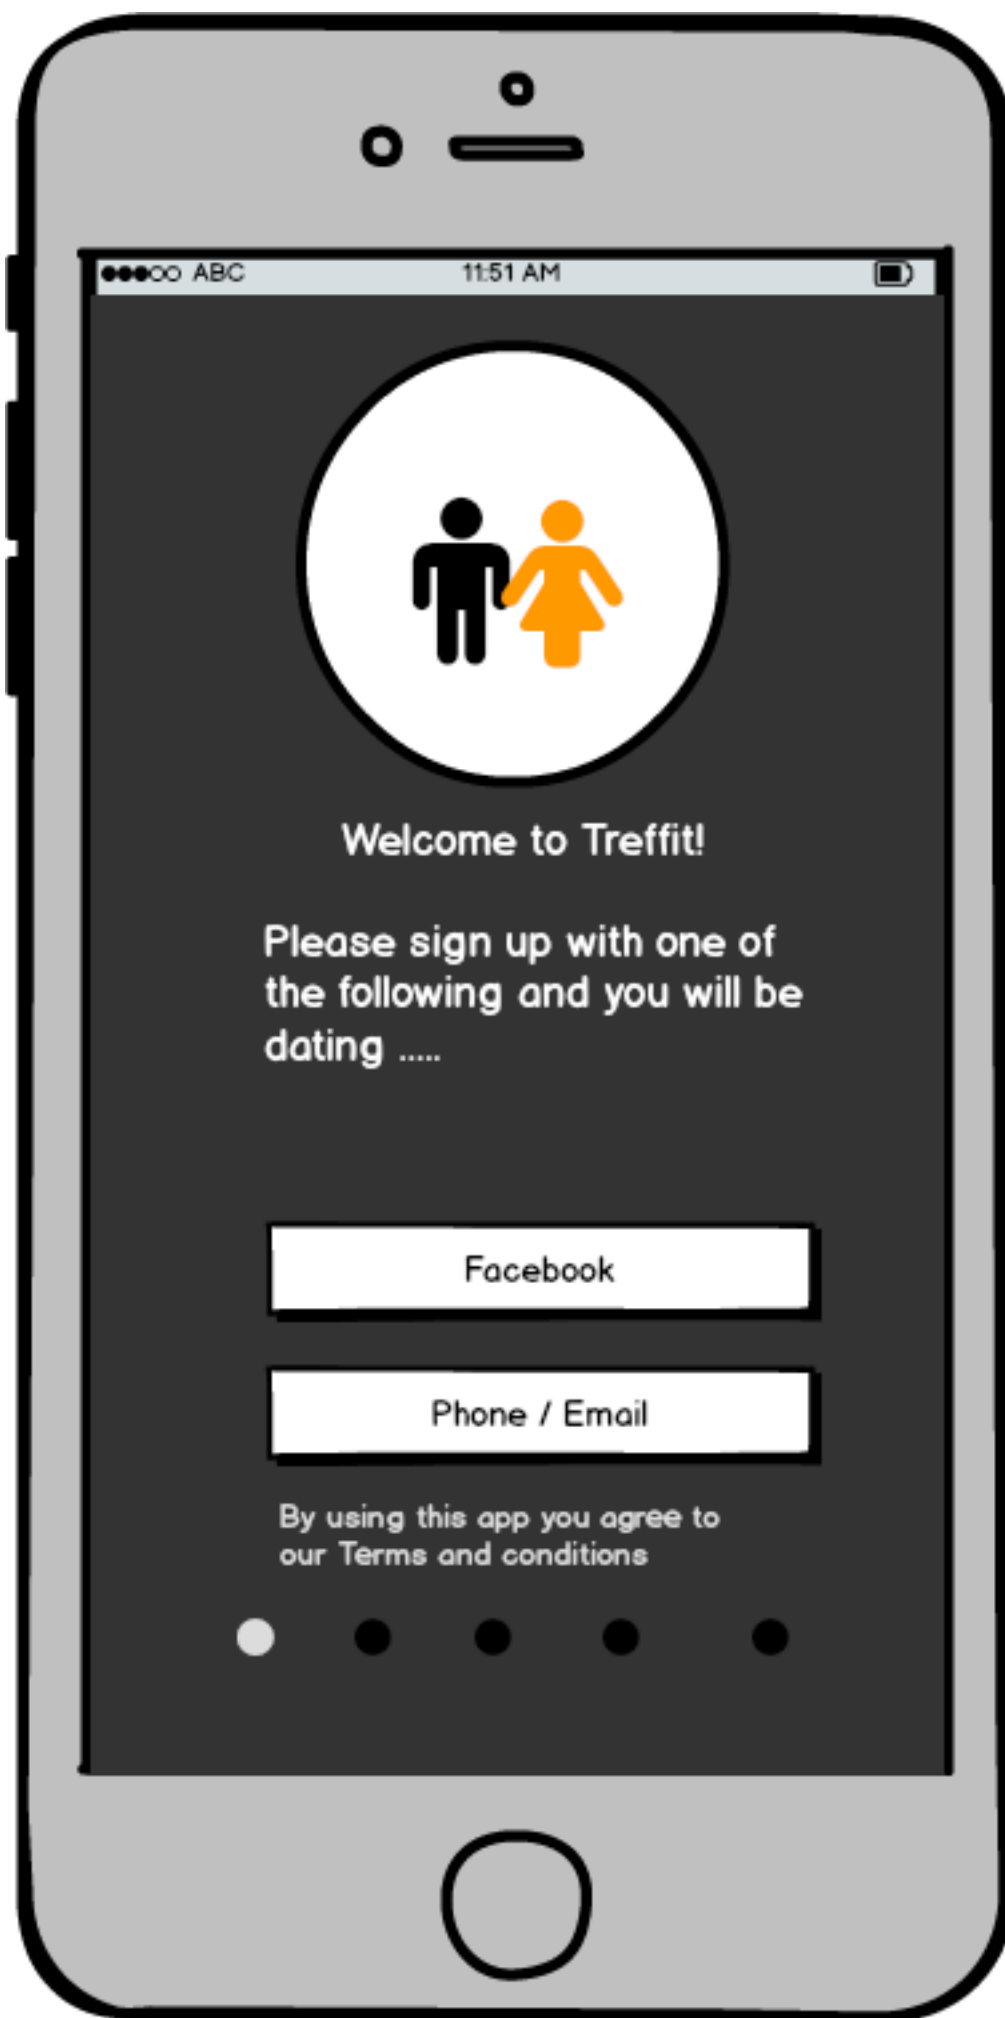 ABC 11:51 AM
Welcome to Treffit!
Please sign up with one of
the following and you will be
dating .....
Facebook
Phone / Email
By using this app you agree to
our Terms and conditions